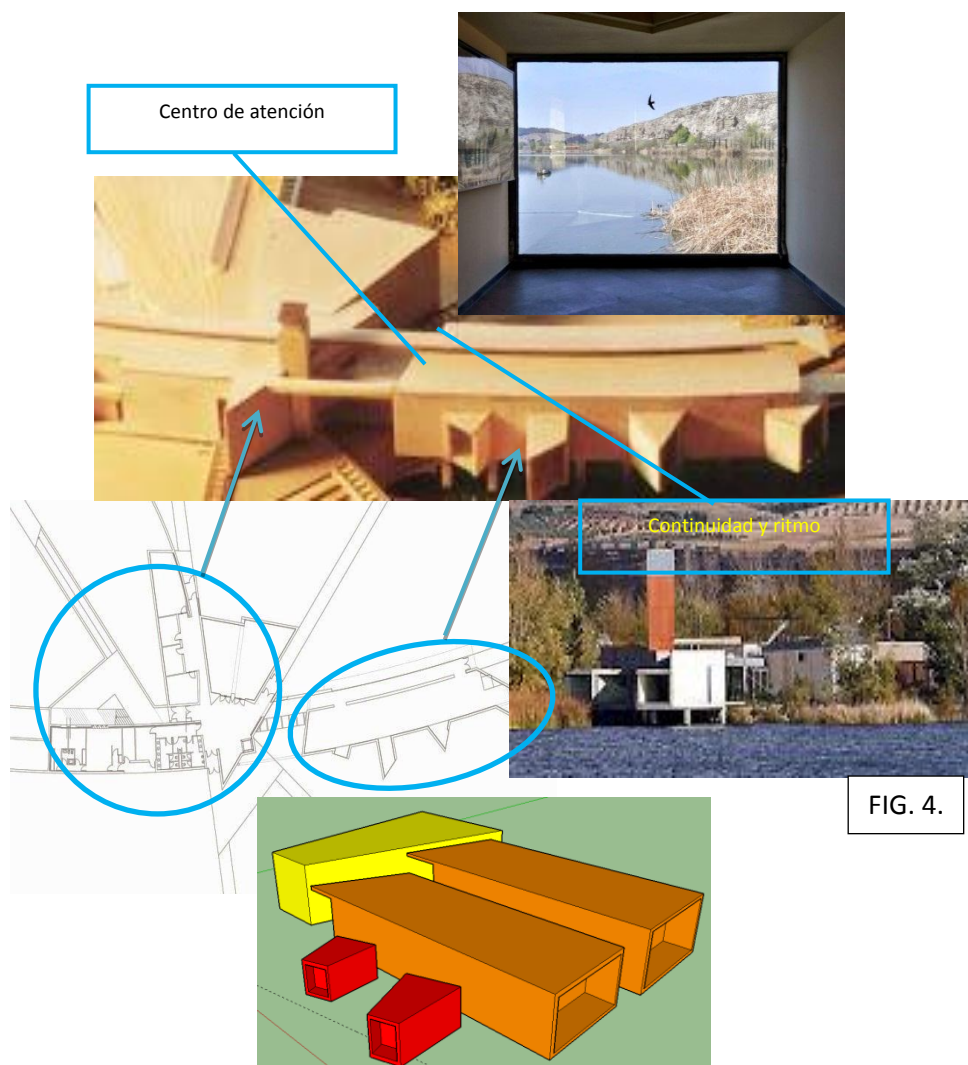 Centro de atención
Continuidad y ritmo
FIG. 4.